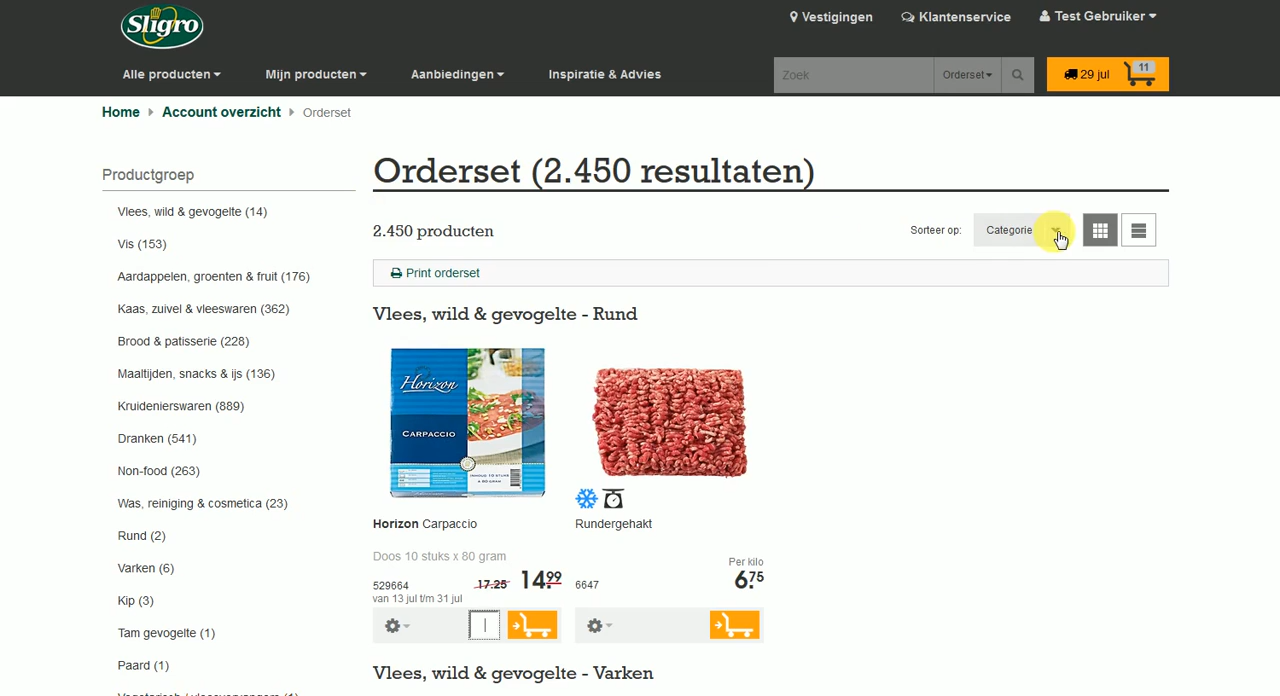 Sligro
Vestigingen
Klantenservice
Test Gebruiker
Alle producten
Mijn producten
Aanbiedingen
Inspiratie & Advies
Zoek
Orderset
29 jul
11
Home
Account overzicht
Orderset
Productgroep
Vlees, wild & gevogelte (14)
Vis (153)
Aardappelen, groenten & fruit (176)
Kaas, zuivel & vleeswaren (362)
Brood & patisserie (228)
Maaltijden, snacks & ijs (136)
Kruidenierswaren (889)
Dranken (541)
Non-food (263)
Was, reiniging & cosmetica (23)
Rund (2)
Varken (6)
Kip (3)
Tam gevogelte (1)
Paard (1)
Orderset (2.450 resultaten)
2.450 producten
Sorteer op:
Categorie
Print orderset
Vlees, wild & gevogelte - Rund
Horizon
CARPACCIO
Horizon Carpaccio
Doos 10 stuks x 80 gram
529664
17.25
14.99
van 13 jul t/m 31 jul
Rundergehakt
Per kilo
6647
6.75
Vlees, wild & gevogelte - Varken